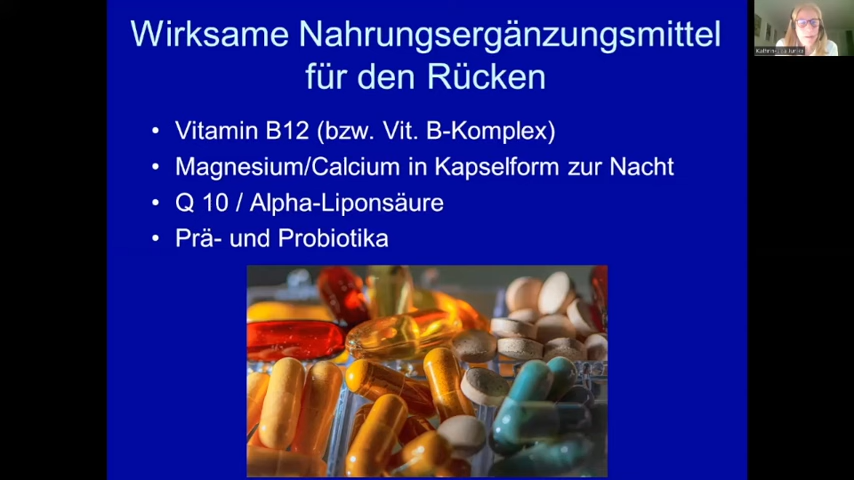 Wirksame Nahrungsergänzungsmittel
für den Rücken
• Vitamin B12 (bzw. Vit. B-Komplex)
• Magnesium/Calcium in Kapselform zur Nacht
• Q 10 / Alpha-Liponsäure
• Prä- und Probiotika